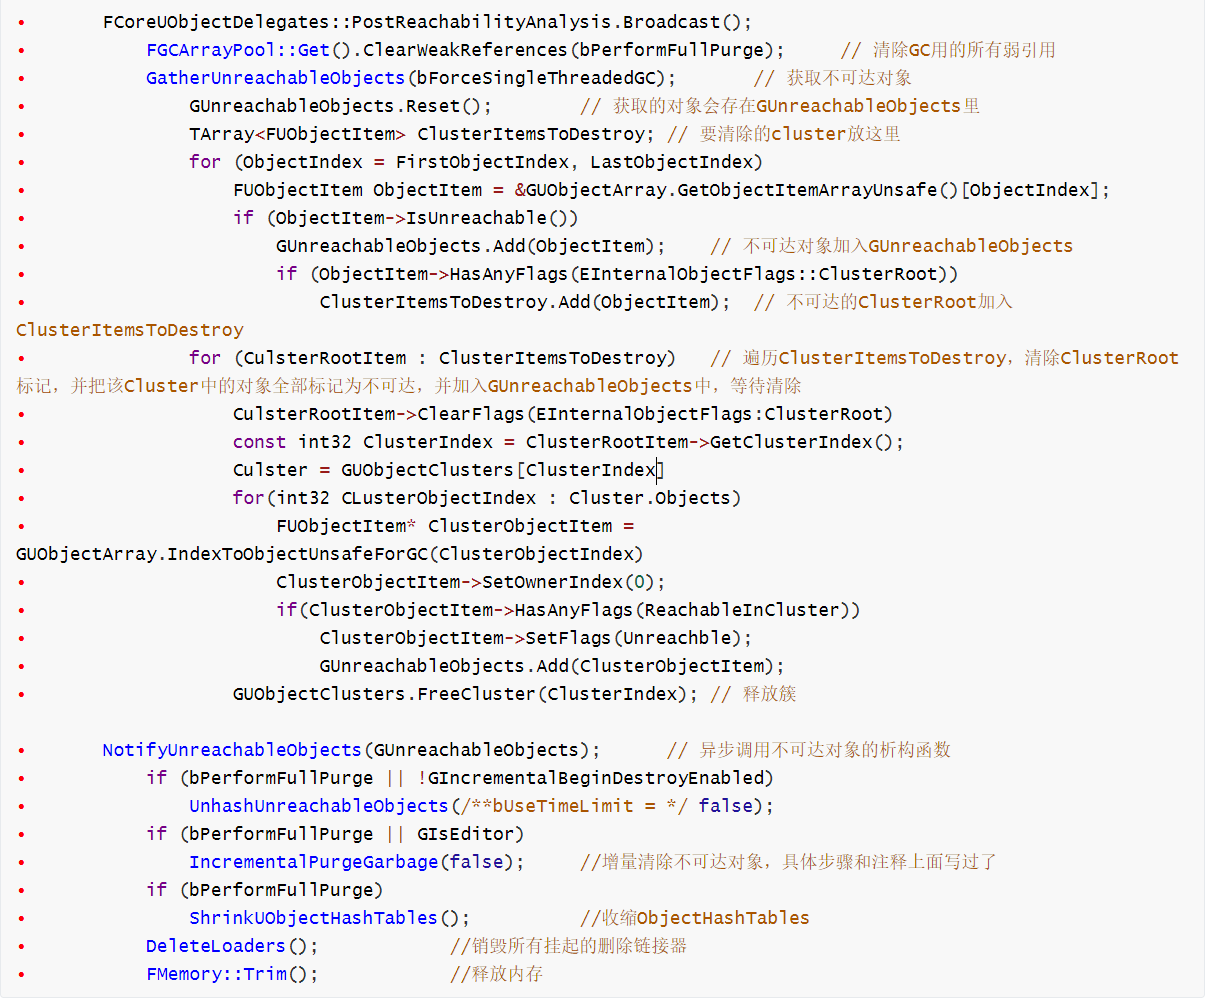 FCoreUObjectDelegates::PostReachabilityAnalysis.Broadcast();
FGCArrayPool::Get().ClearWeakReferences(bPerformFullPurge); // 清除GC用的所有弱引用
GatherUnreachableObjects(bForceSingleThreadedGC); // 获取不可达对象
GUnreachableObjects.Reset(); // 获取的对象会存在GUnreachableObjects里
TArray<FUObjectItem> ClusterItemsToDestroy; // 要清除的cluster放这里
for (ObjectIndex = FirstObjectIndex, LastObjectIndex)
FUObjectItem ObjectItem = &GUObjectArray.GetObjectItemArrayUnsafe()[ObjectIndex];
if (ObjectItem->IsUnreachable())
GUnreachableObjects.Add(ObjectItem); // 不可达对象加入GUnreachableObjects
if (ObjectItem->HasAnyFlags(EInternalObjectFlags::ClusterRoot))
ClusterItemsToDestroy.Add(ObjectItem); // 不可达的ClusterRoot加入
ClusterItemsToDestroy
for (CulsterRootItem : ClusterItemsToDestroy) // 遍历ClusterItemsToDestroy，清除ClusterRoot
标记，并把该Cluster中的对象全部标记为不可达，并加入GUnreachableObjects中，等待清除
CulsterRootItem->ClearFlags(EInternalObjectFlags:ClusterRoot)
const int32 ClusterIndex = ClusterRootItem->GetClusterIndex();
Culster = GUObjectClusters[ClusterIndex]
for(int32 CLusterObjectIndex : Cluster.Objects)
FUObjectItem* ClusterObjectItem =
GUObjectArray.IndexToObjectUnsafeForGC(ClusterObjectIndex)
ClusterObjectItem->SetOwnerIndex(0);
if(ClusterObjectItem->HasAnyFlags(ReachableInCluster))
ClusterObjectItem->SetFlags(Unreachble);
GUnreachableObjects.Add(ClusterObjectItem);
GUObjectClusters.FreeCluster(ClusterIndex); // 释放簇
NotifyUnreachableObjects(GUnreachableObjects); // 异步调用不可达对象的析构函数
if (bPerformFullPurge || !GIncrementalBeginDestroyEnabled)
UnhashUnreachableObjects(/**bUseTimeLimit = */ false);
if (bPerformFullPurge || GIsEditor)
IncrementalPurgeGarbage(false); //增量清除不可达对象，具体步骤和注释上面写过了
if (bPerformFullPurge)
ShrinkUObjectHashTables(); //收缩ObjectHashTables
DeleteLoaders(); //销毁所有挂起的删除链接器
FMemory::Trim(); //释放内存